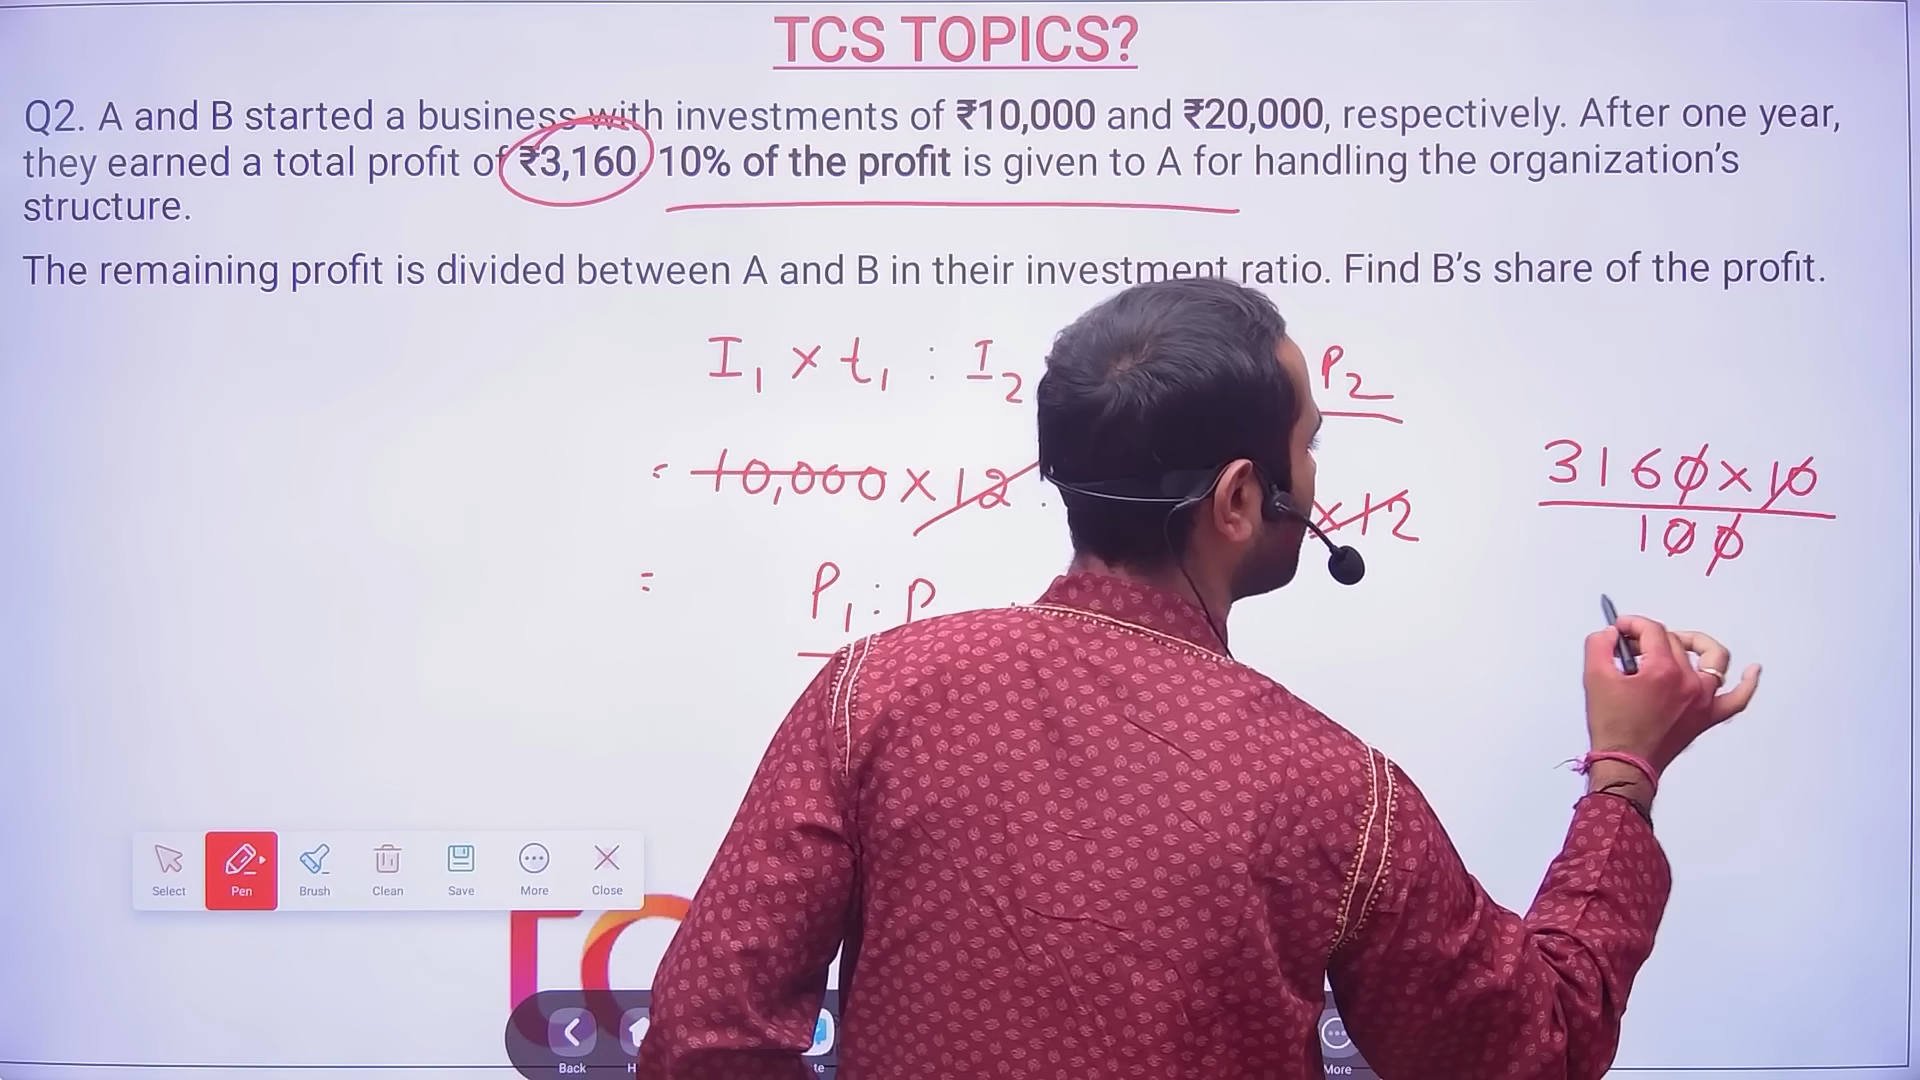 TCS TOPICS?
Q2. A and B started a business with investments of ₹10,000 and ₹20,000, respectively. After one year,
they earned a total profit of ₹3,160 10% of the profit is given to A for handling the organization's
structure.
The remaining profit is divided between A and B in their investment ratio. Find B's share of the profit.
I₁ × t₁ : I₂ P₂
= 10,000 × 12 : ×12
3160×10
100
= P₁ : P
Select Pen Brush Clean Save More Close
Back More